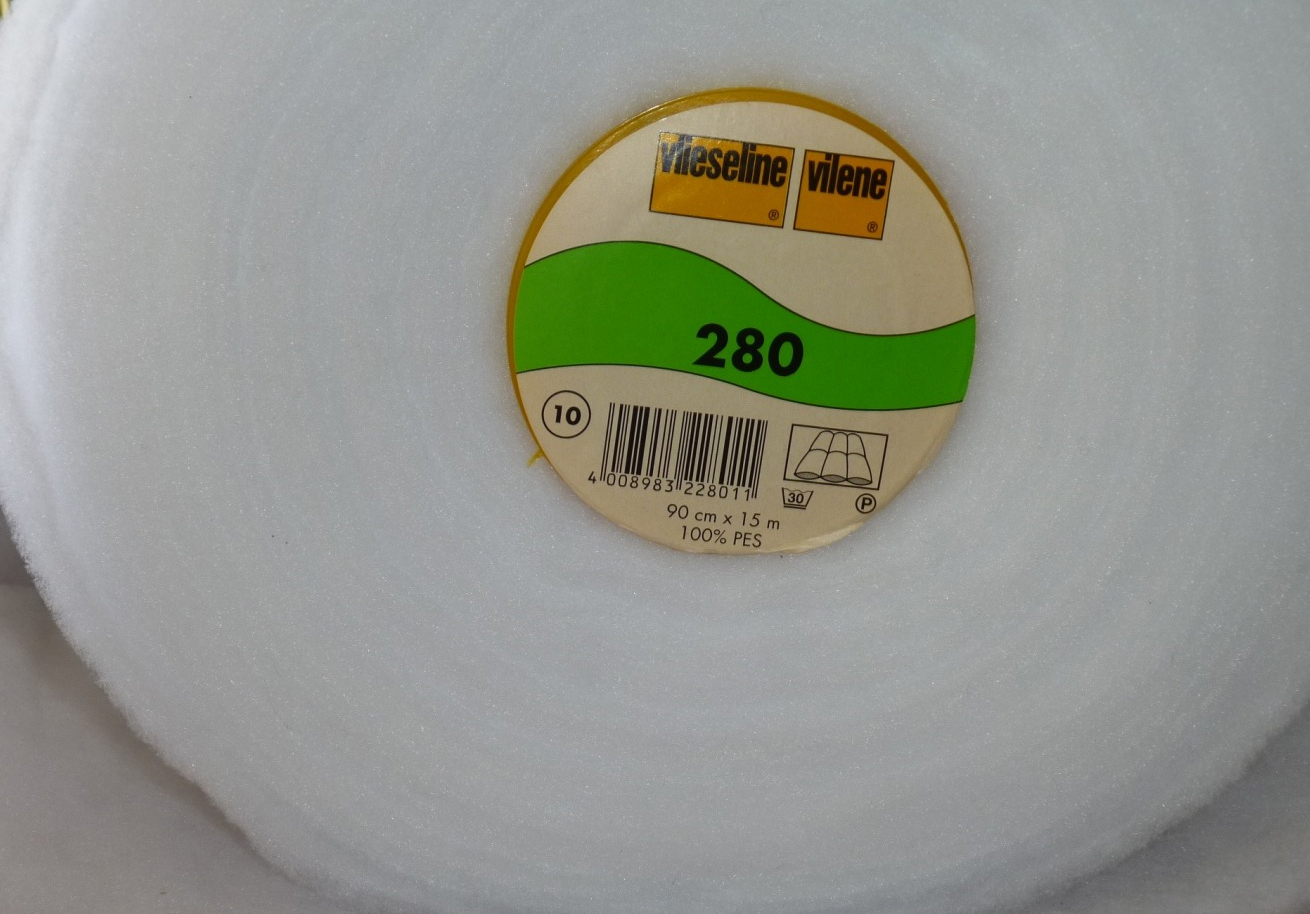 vlieseline ® vilene ®
280
10
4 008983 228011
30 P
90 cm x 15 m
100% PES